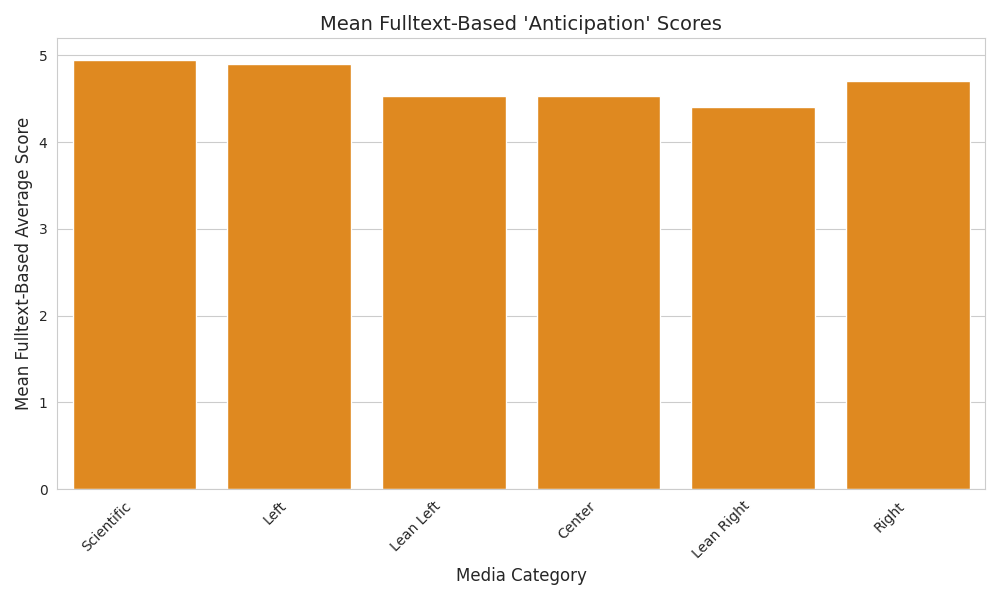 Mean Fulltext-Based 'Anticipation' Scores
Mean Fulltext-Based Average Score
5
4
3
2
1
0
Scientific
Left
Lean Left
Center
Lean Right
Right
Media Category